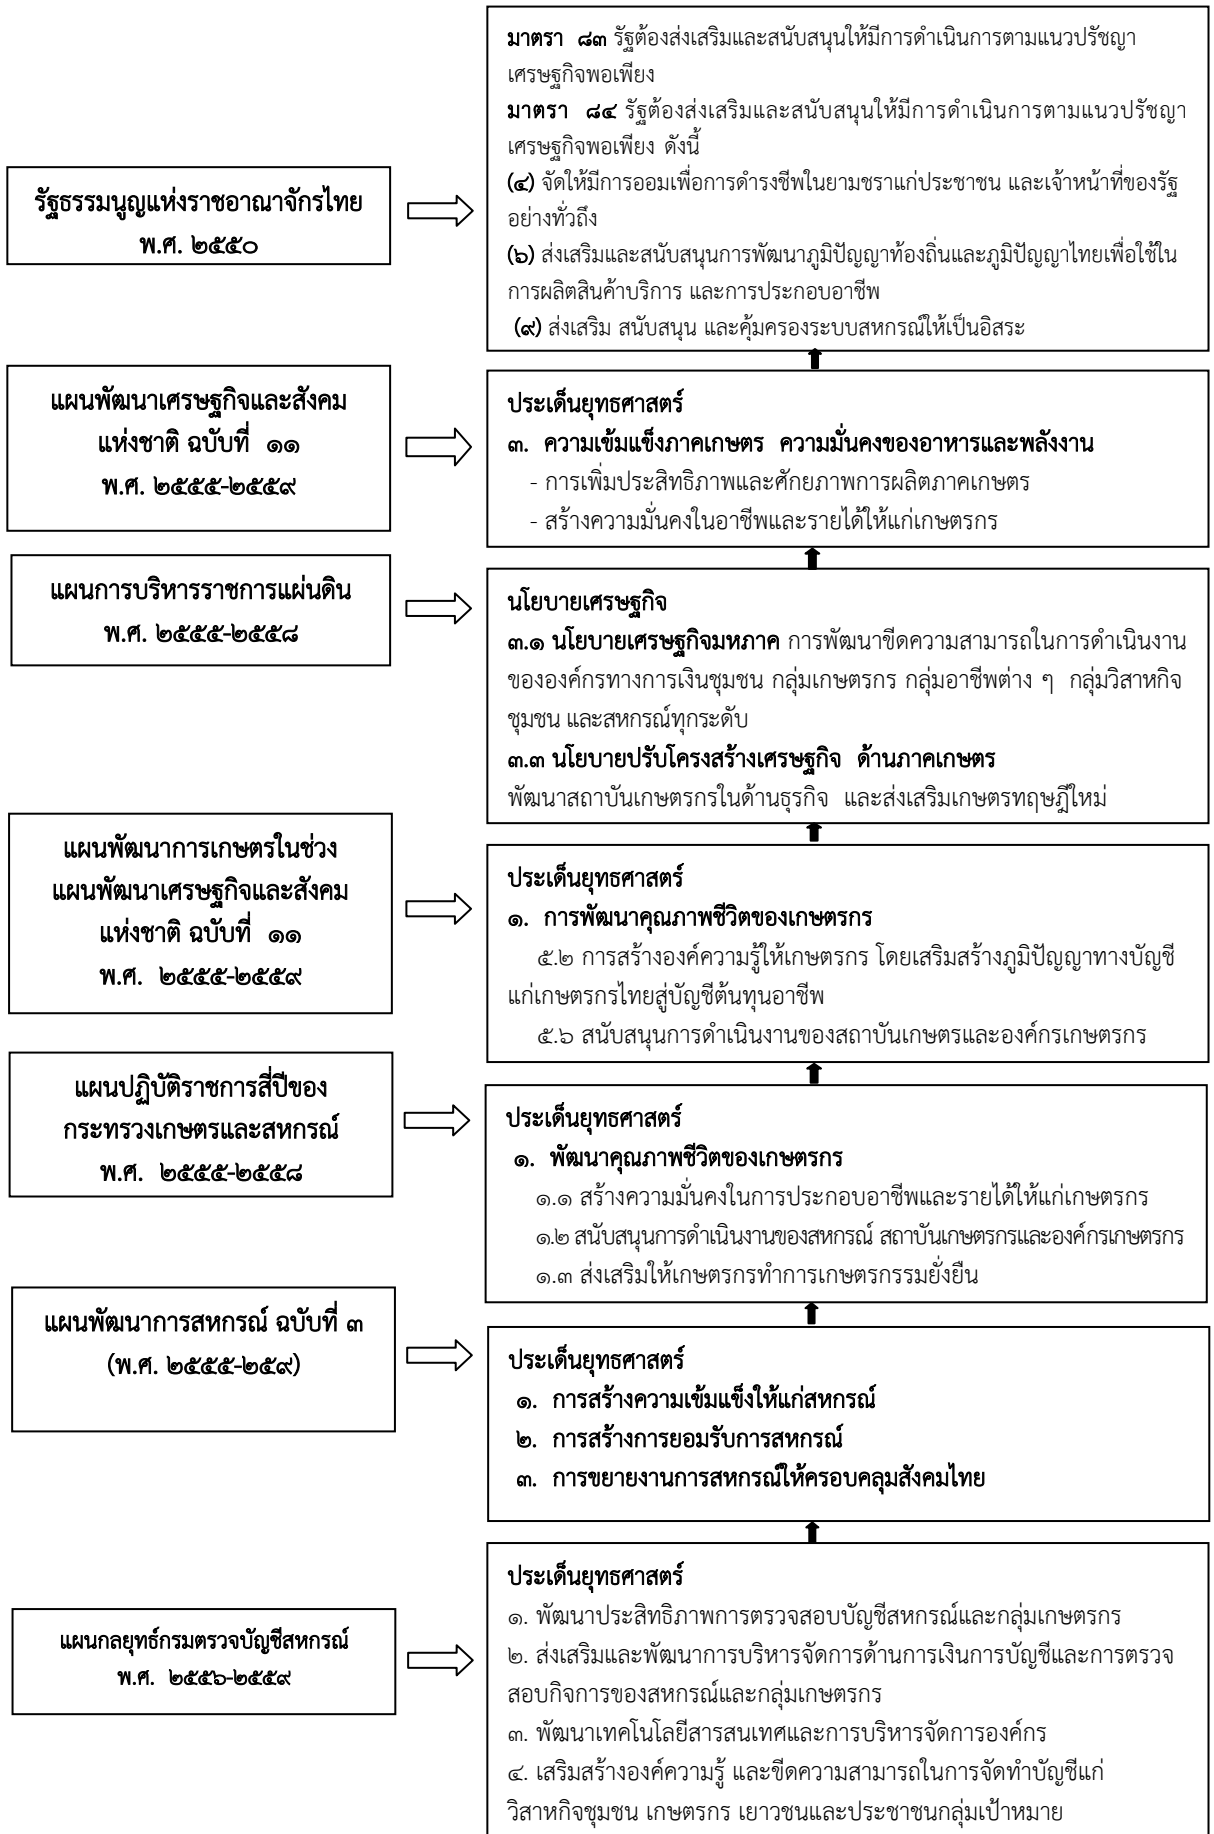 รัฐธรรมนูญแห่งราชอาณาจักรไทย
พ.ศ. ๒๕๕๐
มาตรา ๘๓ รัฐต้องส่งเสริมและสนับสนุนให้มีการดำเนินการตามแนวปรัชญา
เศรษฐกิจพอเพียง
มาตรา ๘๔ รัฐต้องส่งเสริมและสนับสนุนให้มีการดำเนินการตามแนวปรัชญา
เศรษฐกิจพอเพียง ดังนี้
(๔) จัดให้มีการออมเพื่อการดำรงชีพในยามชราแก่ประชาชน และเจ้าหน้าที่ของรัฐ
อย่างทั่วถึง
(๖) ส่งเสริมและสนับสนุนการพัฒนาภูมิปัญญาท้องถิ่นและภูมิปัญญาไทยเพื่อใช้ใน
การผลิตสินค้าบริการ และการประกอบอาชีพ
(๙) ส่งเสริม สนับสนุน และคุ้มครองระบบสหกรณ์ให้เป็นอิสระ
แผนพัฒนาเศรษฐกิจและสังคม
แห่งชาติ ฉบับที่ ๑๑
พ.ศ. ๒๕๕๕-๒๕๕๙
ประเด็นยุทธศาสตร์
๓. ความเข้มแข็งภาคเกษตร ความมั่นคงของอาหารและพลังงาน
- การเพิ่มประสิทธิภาพและศักยภาพการผลิตภาคเกษตร
- สร้างความมั่นคงในอาชีพและรายได้ให้แก่เกษตรกร
แผนการบริหารราชการแผ่นดิน
พ.ศ. ๒๕๕๕-๒๕๕๘
นโยบายเศรษฐกิจ
๓.๑ นโยบายเศรษฐกิจมหภาค การพัฒนาขีดความสามารถในการดำเนินงาน
ขององค์กรทางการเงินชุมชน กลุ่มเกษตรกร กลุ่มอาชีพต่าง ๆ กลุ่มวิสาหกิจ
ชุมชน และสหกรณ์ทุกระดับ
๓.๓ นโยบายปรับโครงสร้างเศรษฐกิจ ด้านภาคเกษตร
พัฒนาสถาบันเกษตรกรในด้านธุรกิจ และส่งเสริมเกษตรทฤษฎีใหม่
แผนพัฒนาการเกษตรในช่วง
แผนพัฒนาเศรษฐกิจและสังคม
แห่งชาติ ฉบับที่ ๑๑
พ.ศ. ๒๕๕๕-๒๕๕๙
ประเด็นยุทธศาสตร์
๑. การพัฒนาคุณภาพชีวิตของเกษตรกร
๕.๒ การสร้างองค์ความรู้ให้เกษตรกร โดยเสริมสร้างภูมิปัญญาทางบัญชี
แก่เกษตรกรไทยสู่บัญชีต้นทุนอาชีพ
๕.๖ สนับสนุนการดำเนินงานของสถาบันเกษตรและองค์กรเกษตรกร
แผนปฏิบัติราชการสี่ปีของ
กระทรวงเกษตรและสหกรณ์
พ.ศ. ๒๕๕๕-๒๕๕๘
ประเด็นยุทธศาสตร์
๑. พัฒนาคุณภาพชีวิตของเกษตรกร
๑.๑ สร้างความมั่นคงในการประกอบอาชีพและรายได้ให้แก่เกษตรกร
๑.๒ สนับสนุนการดำเนินงานของสหกรณ์ สถาบันเกษตรกรและองค์กรเกษตรกร
๑.๓ ส่งเสริมให้เกษตรกรทำการเกษตรกรรมยั่งยืน
แผนพัฒนาการสหกรณ์ ฉบับที่ ๓
(พ.ศ. ๒๕๕๕-๒๕๙)
ประเด็นยุทธศาสตร์
๑. การสร้างความเข้มแข็งให้แก่สหกรณ์
๒. การสร้างการยอมรับการสหกรณ์
๓. การขยายงานการสหกรณ์ให้ครอบคลุมสังคมไทย
แผนกลยุทธ์กรมตรวจบัญชีสหกรณ์
พ.ศ. ๒๕๕๖-๒๕๕๙
ประเด็นยุทธศาสตร์
๑. พัฒนาประสิทธิภาพการตรวจสอบบัญชีสหกรณ์และกลุ่มเกษตรกร
๒. ส่งเสริมและพัฒนาการบริหารจัดการด้านการเงินการบัญชีและการตรวจ
สอบกิจการของสหกรณ์และกลุ่มเกษตรกร
๓. พัฒนาเทคโนโลยีสารสนเทศและการบริหารจัดการองค์กร
๔. เสริมสร้างองค์ความรู้ และขีดความสามารถในการจัดทำบัญชีแก่
วิสาหกิจชุมชน เกษตรกร เยาวชนและประชาชนกลุ่มเป้าหมาย